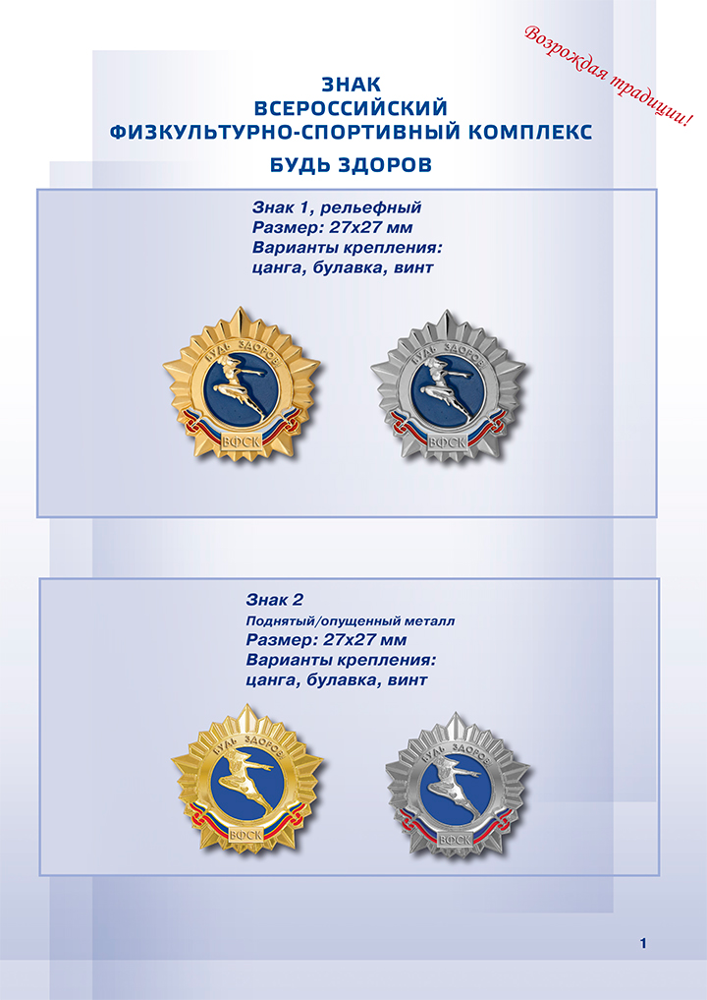 Возрождая традиции!
ЗНАК
ВСЕРОССИЙСКИЙ
ФИЗКУЛЬТУРНО-СПОРТИВНЫЙ КОМПЛЕКС
БУДЬ ЗДОРОВ
Знак 1, рельефный
Размер: 27х27 мм
Варианты крепления:
цанга, булавка, винт
БУДЬ ЗДОРОВ!
ВФСК
БУДЬ ЗДОРОВ!
ВФСК
Знак 2
Поднятый/опущенный металл
Размер: 27х27 мм
Варианты крепления:
цанга, булавка, винт
БУДЬ ЗДОРОВ!
ВФСК
БУДЬ ЗДОРОВ!
ВФСК
1